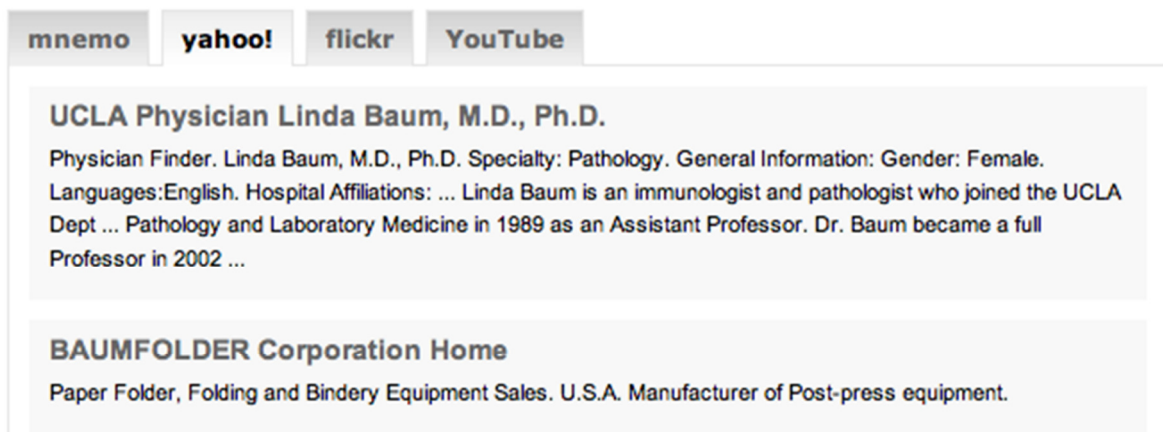 mnemo yahoo! flickr YouTube
UCLA Physician Linda Baum, M.D., Ph.D.
Physician Finder. Linda Baum, M.D., Ph.D. Specialty: Pathology. General Information: Gender: Female.
Languages:English. Hospital Affiliations: ... Linda Baum is an immunologist and pathologist who joined the UCLA
Dept ... Pathology and Laboratory Medicine in 1989 as an Assistant Professor. Dr. Baum became a full
Professor in 2002 ...
BAUMFOLDER Corporation Home
Paper Folder, Folding and Bindery Equipment Sales. U.S.A. Manufacturer of Post-press equipment.